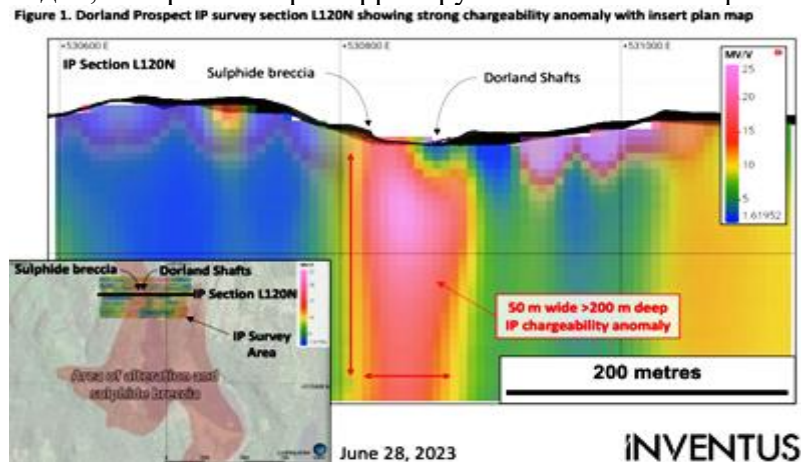 Figure 1. Dorland Prospect IP survey section L120N showing strong chargeability anomaly with insert plan map
+530600 E
+530800 E
+531000 E
IP Section L120N
MV/V
Sulphide breccia
Dorland Shafts
25
20
15
10
5
1.61952
Sulphide breccia
Dorland Shafts
IP Section L120N
IP Survey
Area
Area of alteration and
sulphide breccia
50 m wide >200 m deep
IP chargeability anomaly
200 metres
June 28, 2023
INVENTUS